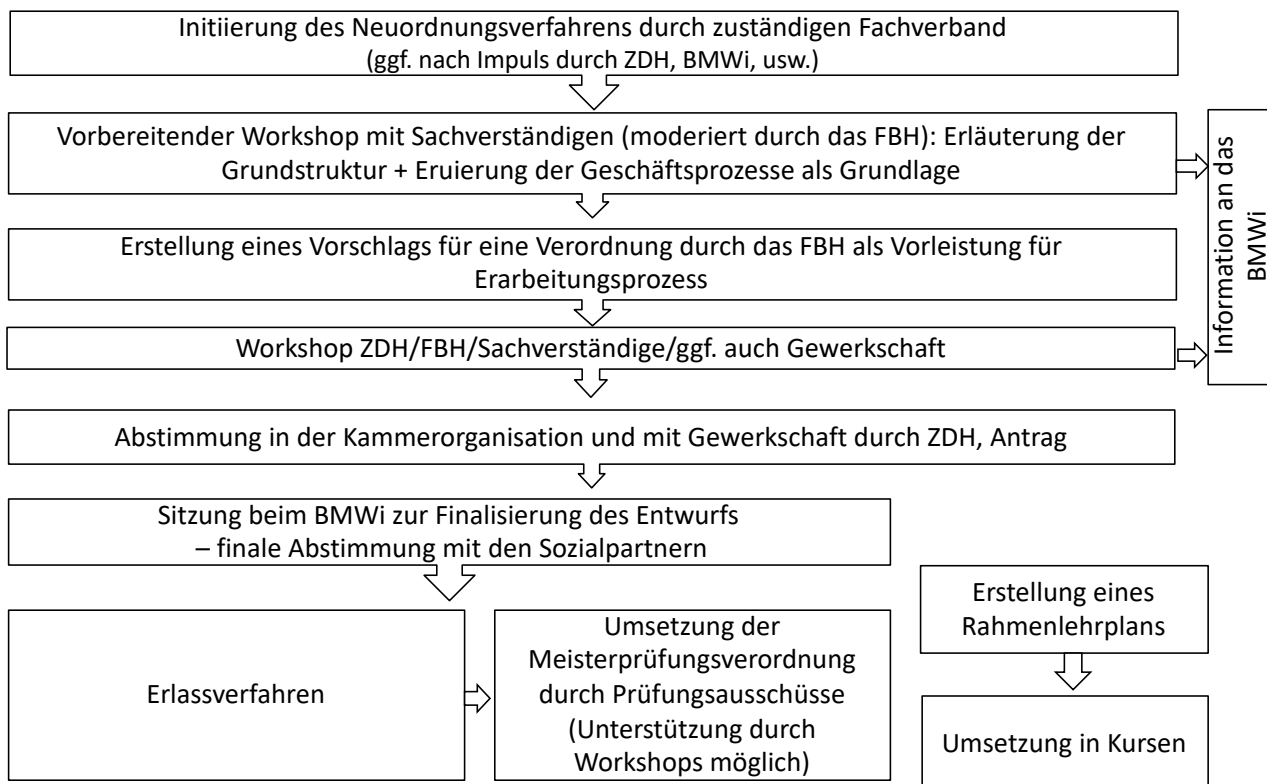 Initiierung des Neuordnungsverfahrens durch zuständigen Fachverband
(ggf. nach Impuls durch ZDH, BMWi, usw.)
Vorbereitender Workshop mit Sachverständigen (moderiert durch das FBH): Erläuterung der
Grundstruktur + Eruierung der Geschäftsprozesse als Grundlage
Information an das
BMWi
Erstellung eines Vorschlags für eine Verordnung durch das FBH als Vorleistung für
Erarbeitungsprozess
Workshop ZDH/FBH/Sachverständige/ggf. auch Gewerkschaft
Abstimmung in der Kammerorganisation und mit Gewerkschaft durch ZDH, Antrag
Sitzung beim BMWi zur Finalisierung des Entwurfs
– finale Abstimmung mit den Sozialpartnern
Erlassverfahren
Umsetzung der
Meisterprüfungsverordnung
durch Prüfungsausschüsse
(Unterstützung durch
Workshops möglich)
Erstellung eines
Rahmenlehrplans
Umsetzung in Kursen